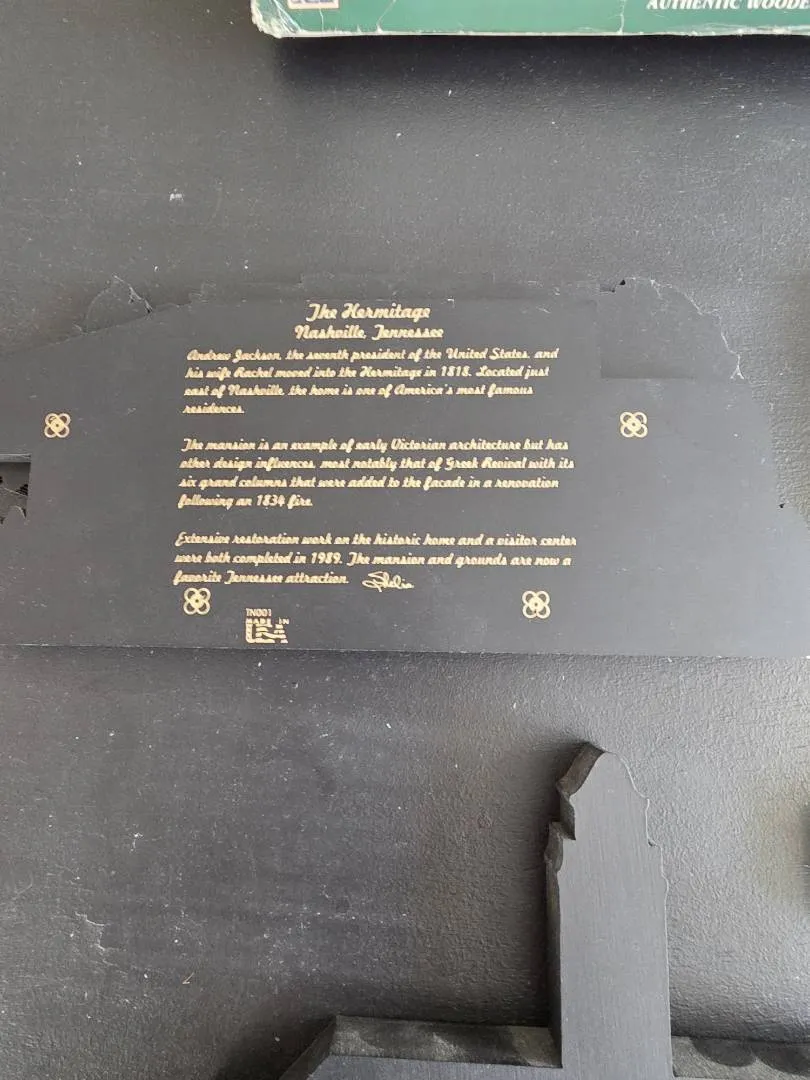 AUTHENTIC WOODE
The Hermitage
Nashville, Tennessee
Andrew Jackson, the seventh president of the United States, and
his wife Rachel moved into the Hermitage in 1818. Located just
east of Nashville, the home is one of America's most famous
residences.
The mansion is an example of early Victorian architecture but has
other design influences, most notably that of Greek Revival with its
six grand columns that were added to the facade in a renovation
following an 1834 fire.
Extensive restoration work on the historic home and a visitor center
were both completed in 1989. The mansion and grounds are now a
favorite Tennessee attraction. Shelia
TN001
MADE IN
USA